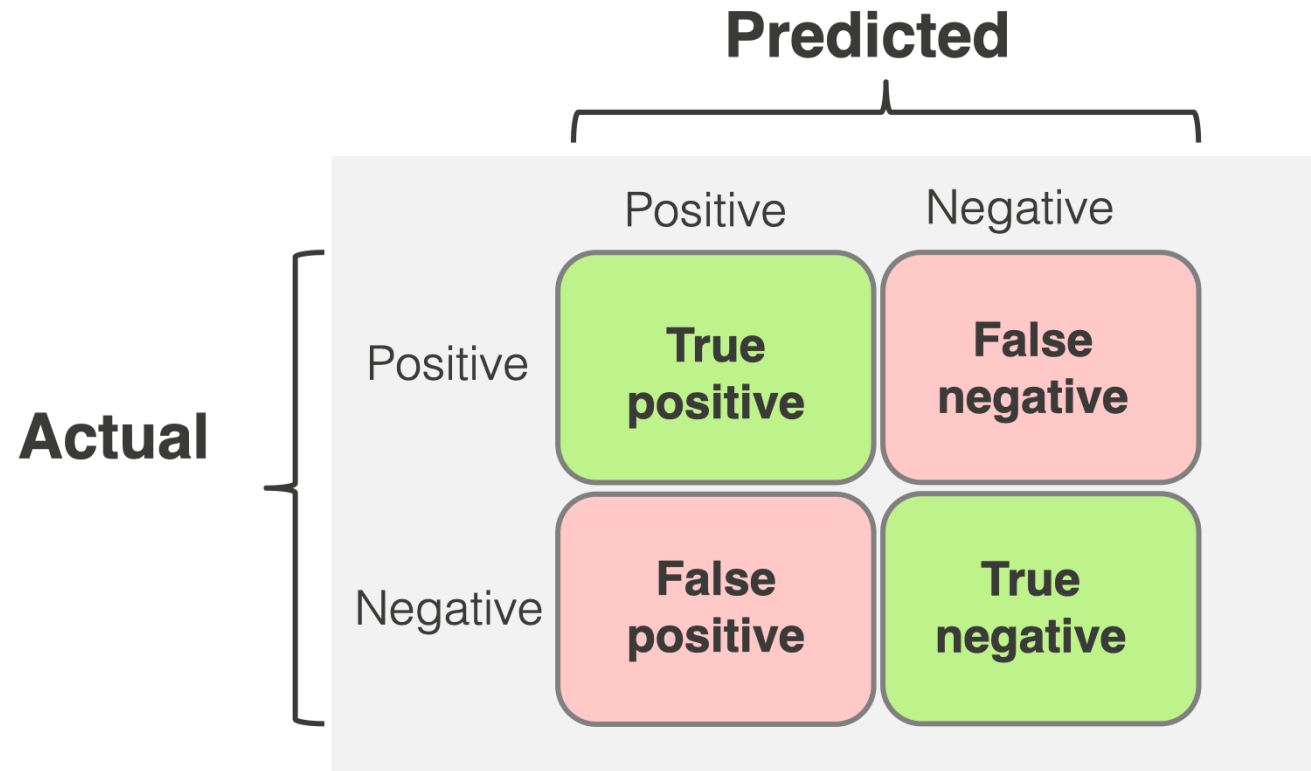 Predicted
Positive
Negative
Actual
Positive
True
positive
False
negative
Negative
False
positive
True
negative